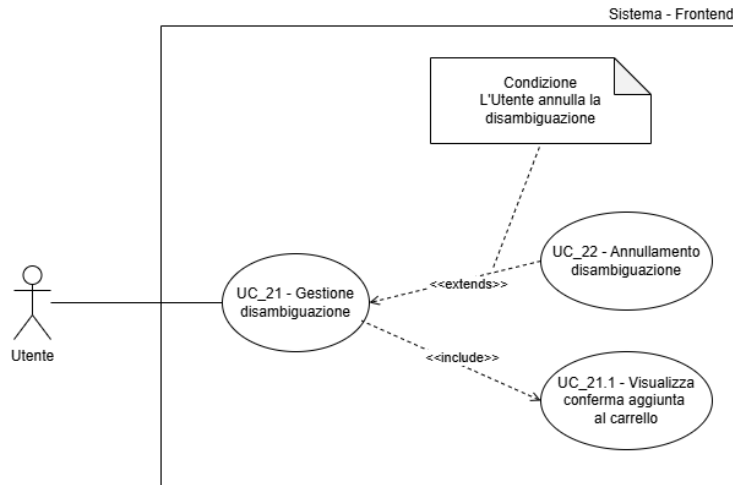 Sistema - Frontend
Condizione
L'Utente annulla la
disambiguazione
UC_22 - Annullamento
disambiguazione
UC_21 - Gestione
disambiguazione
<<extends>>
Utente
<<include>>
UC_21.1 - Visualizza
conferma aggiunta
al carrello